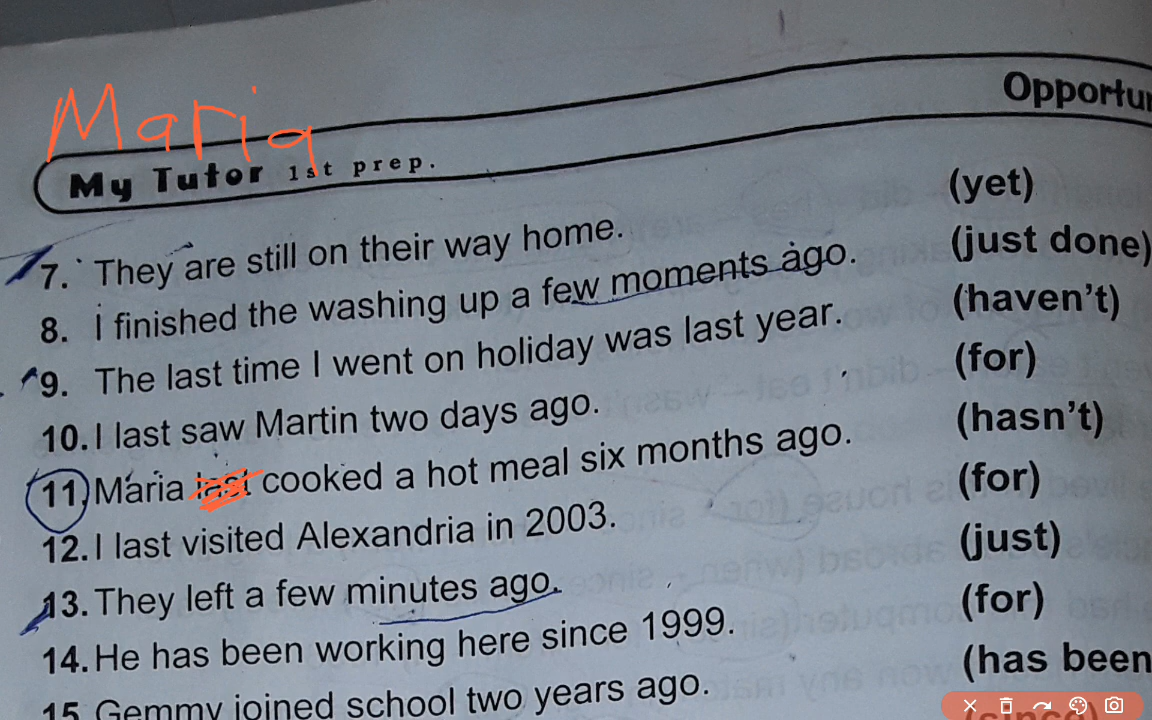 Maria
Opportu
My Tutor 1st prep.
7. They are still on their way home. (yet)
8. I finished the washing up a few moments ago. (just done)
9. The last time I went on holiday was last year. (haven't)
10. I last saw Martin two days ago. (for)
11. Maria last cooked a hot meal six months ago. (hasn't)
12. I last visited Alexandria in 2003. (for)
13. They left a few minutes ago. (just)
14. He has been working here since 1999. (for)
15. Gemmy joined school two years ago. (has been